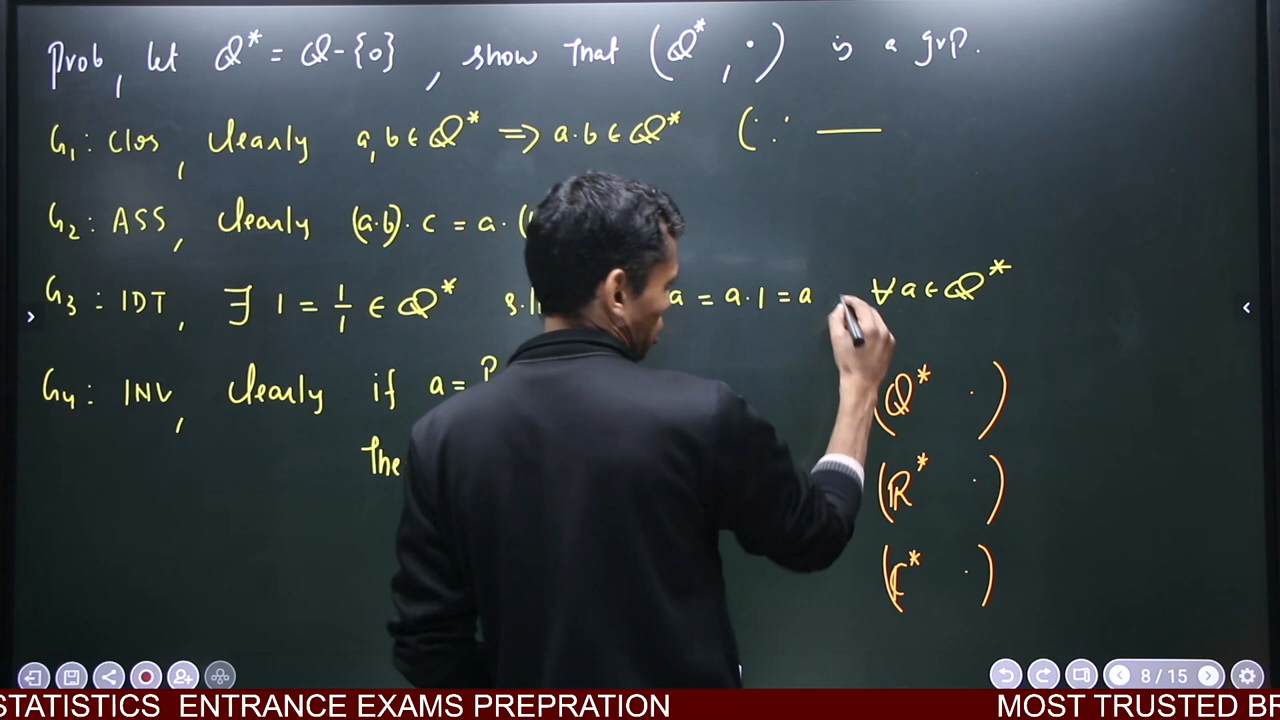 Prob, let Q* = Q-{0}, show that (Q*, ·) is a grp.
G₁: Clos, Clearly a, b ∈ Q* ⇒ a·b ∈ Q* (∵ —
G₂: ASS, Clearly (a·b)·c = a·(
G₃: IDT, ∃ 1 = 1/1 ∈ Q* s.t. a = a·1 = a ∀ a ∈ Q*
G₄: INV, Clearly if a = P
The
(Q* ·)
(R* ·)
(C* ·)
8/15
STATISTICS ENTRANCE EXAMS PREPRATION MOST TRUSTED BR